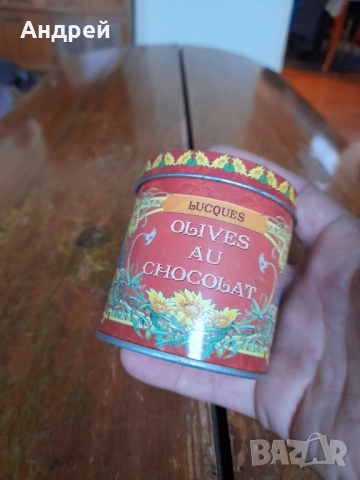 Андрей
LUCQUES
OLIVES
AU
CHOCOLAT
BAZAR